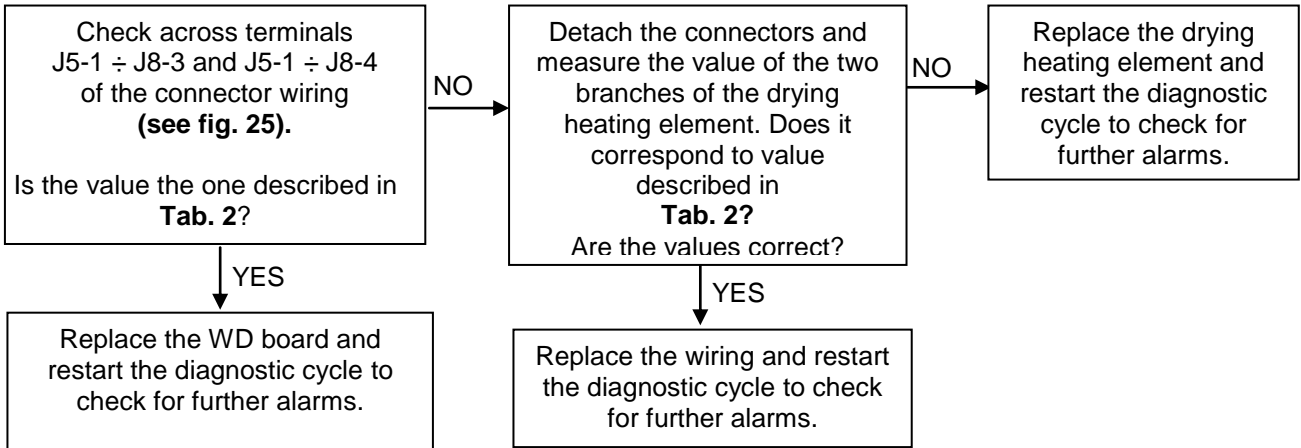 Check across terminals
J5-1 ÷ J8-3 and J5-1 ÷ J8-4
of the connector wiring
(see fig. 25).
Is the value the one described in
Tab. 2?
NO
Detach the connectors and
measure the value of the two
branches of the drying
heating element. Does it
correspond to value
described in
Tab. 2?
Are the values correct?
NO
Replace the drying
heating element and
restart the diagnostic
cycle to check for
further alarms.
YES
YES
Replace the WD board and
restart the diagnostic cycle to
check for further alarms.
Replace the wiring and restart
the diagnostic cycle to check
for further alarms.